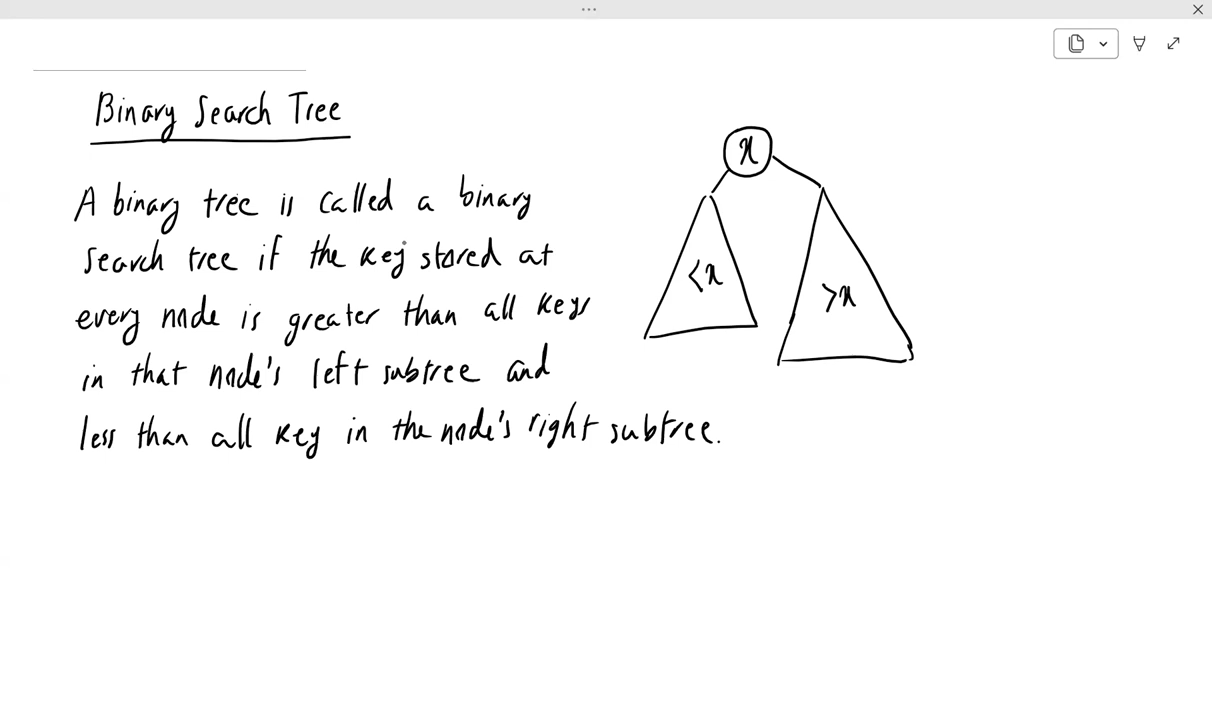 Binary Search Tree
A binary tree is called a binary
search tree if the key stored at
every node is greater than all keys
in that node's left subtree and
less than all key in the node's right subtree.
x
<x
>x